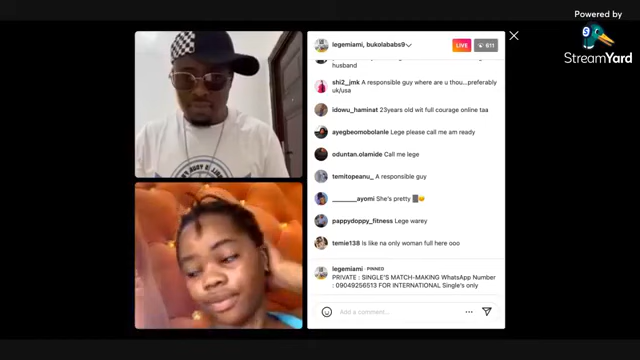 Powered by
StreamYard
legemiami, bukolababs9
LIVE
611
husband
shi2_jmk A responsible guy where are u thou...preferably
uk/usa
idowu_haminat 23years old wit full courage online taa
ayegbeomobolanle Lege please call me am ready
oduntan.olamide Call me lege
temitopeanu_ A responsible guy
________ayomi She's pretty
pappydoppy_fitness Lege warey
temie138 Is like na only woman full here ooo
legemiami · PINNED
PRIVATE : SINGLE'S MATCH-MAKING WhatsApp Number
: 09049256513 FOR INTERNATIONAL Single's only
Add a comment...